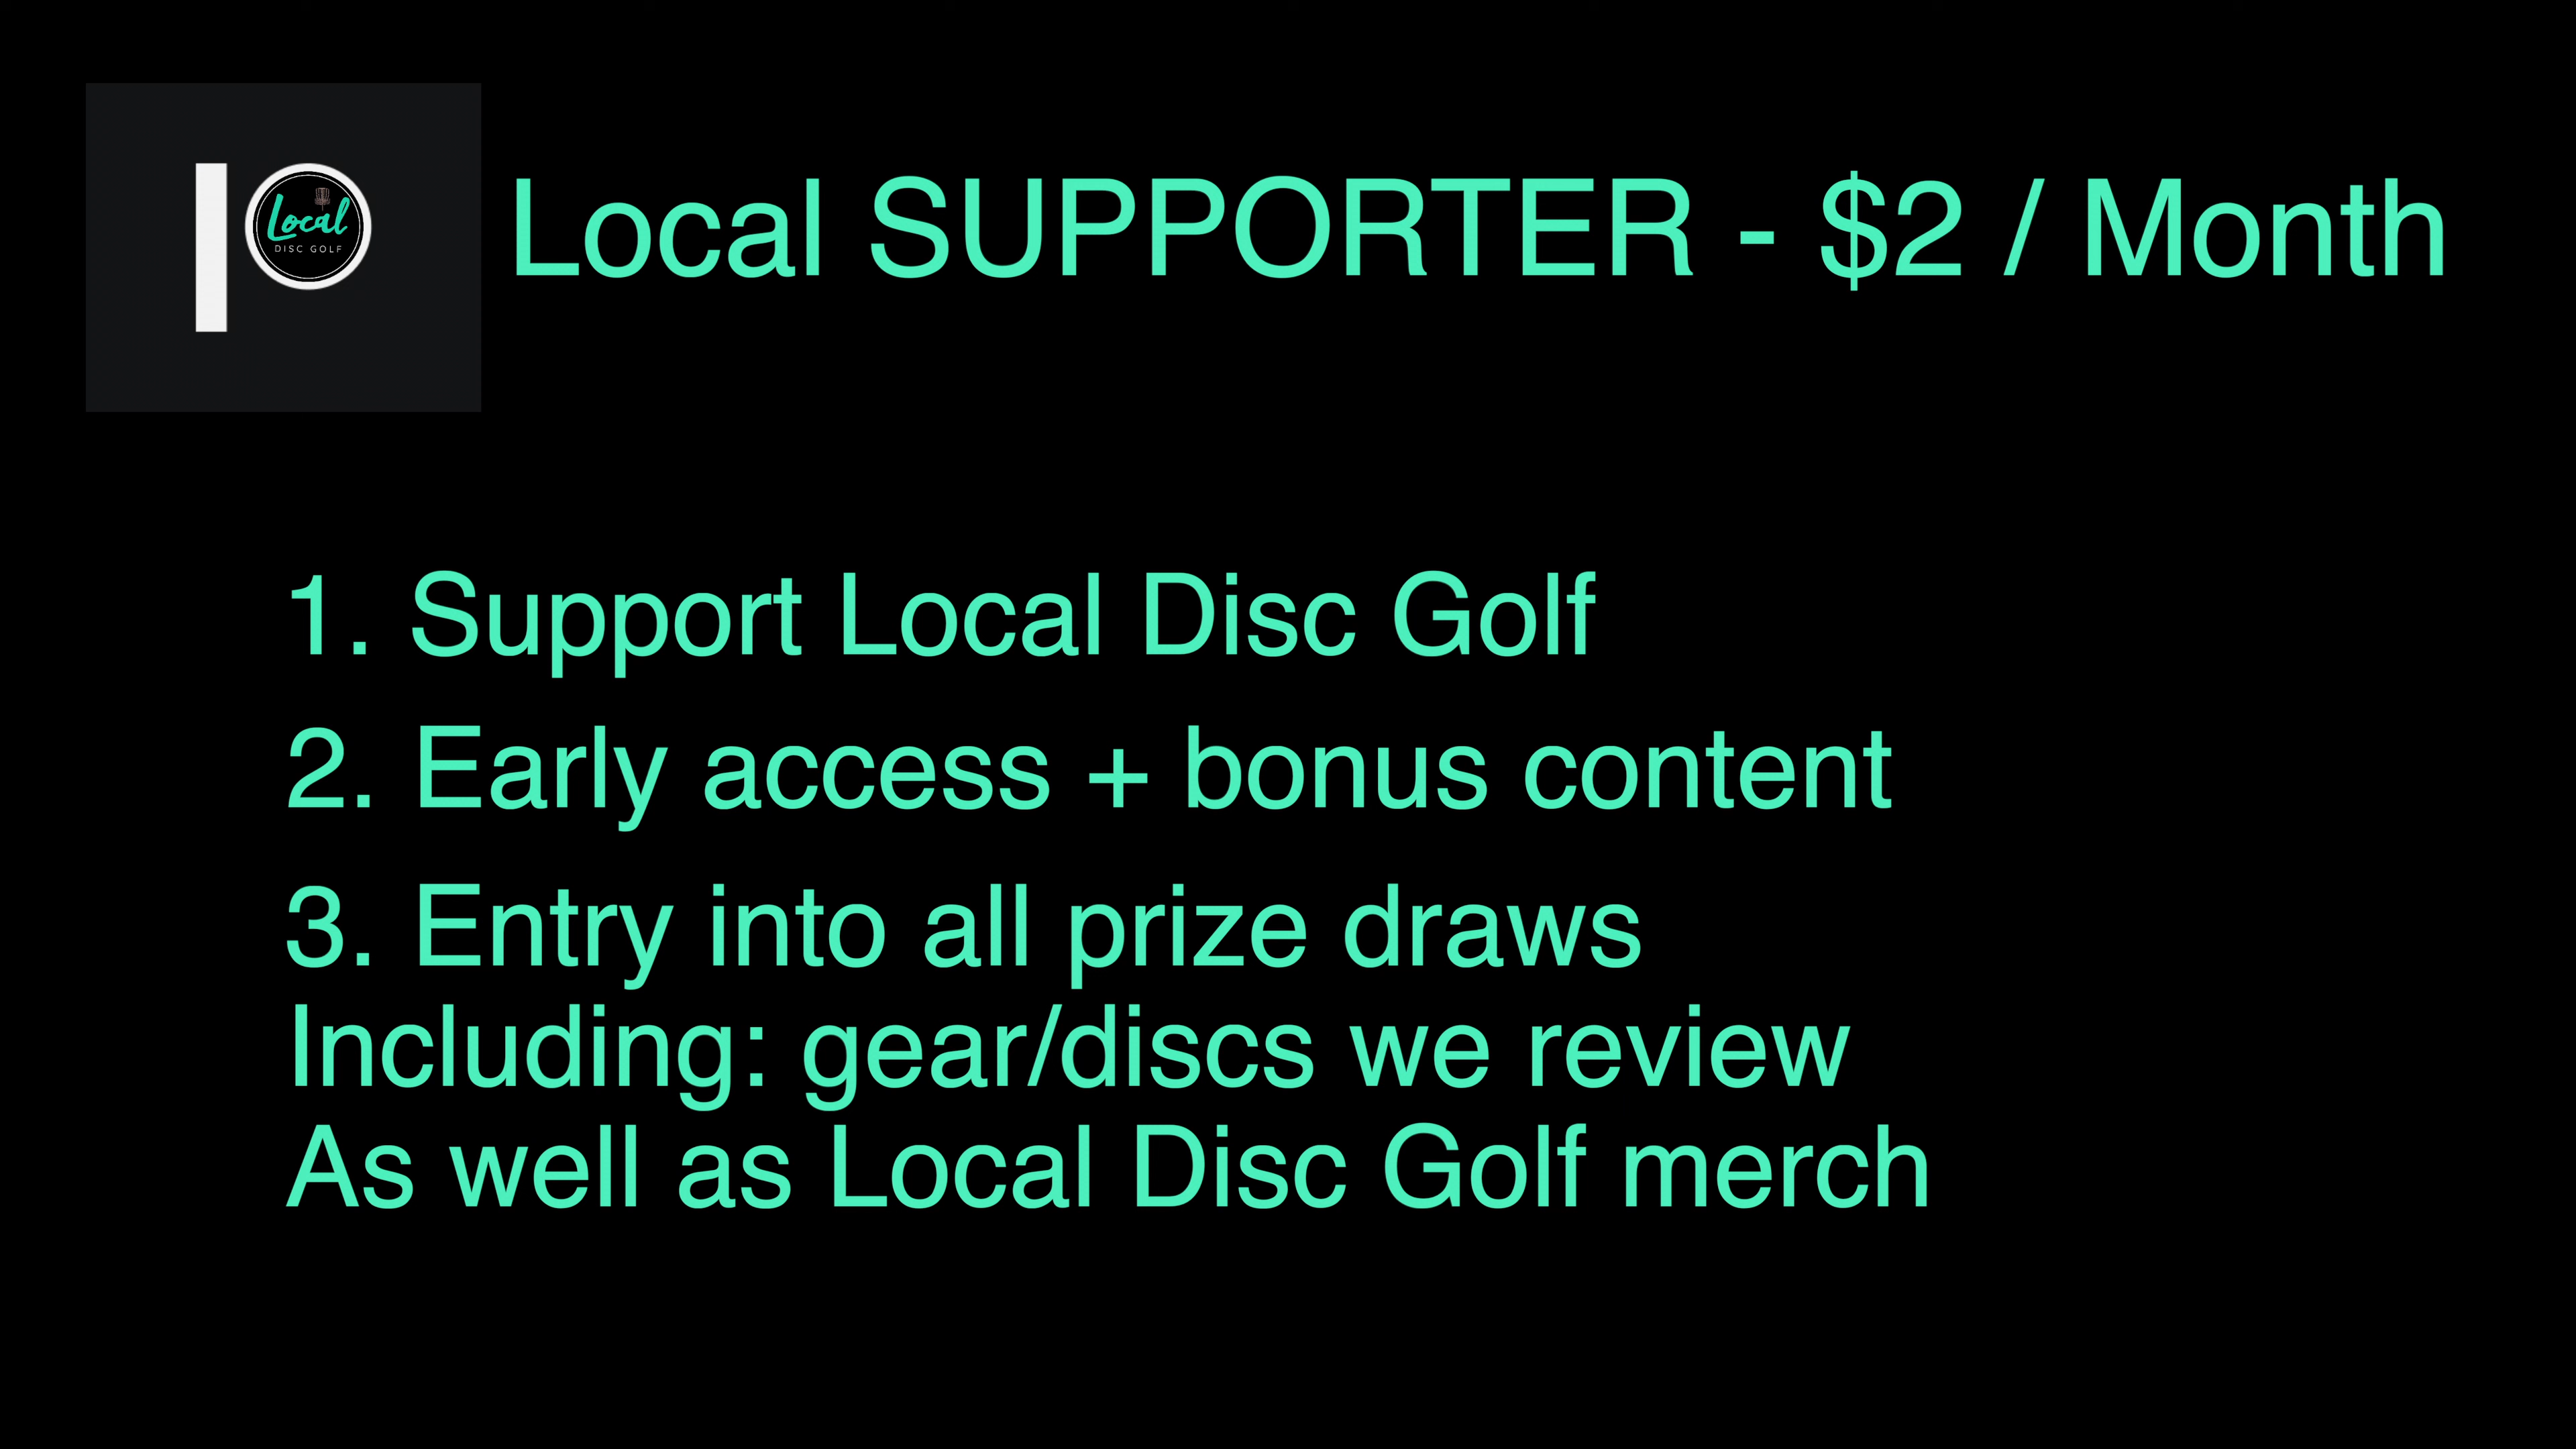 Local
DISC GOLF
Local SUPPORTER - $2 / Month
1. Support Local Disc Golf
2. Early access + bonus content
3. Entry into all prize draws
Including: gear/discs we review
As well as Local Disc Golf merch